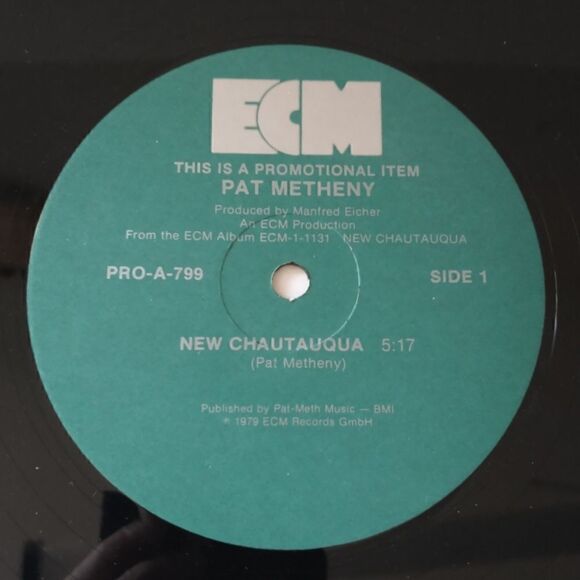 ECM
THIS IS A PROMOTIONAL ITEM
PAT METHENY
Produced by Manfred Eicher
An ECM Production
From the ECM Album ECM-1-1131 NEW CHAUTAUQUA
PRO-A-799
SIDE 1
NEW CHAUTAUQUA 5:17
(Pat Metheny)
Published by Pat-Meth Music — BMI
℗ 1979 ECM Records GmbH